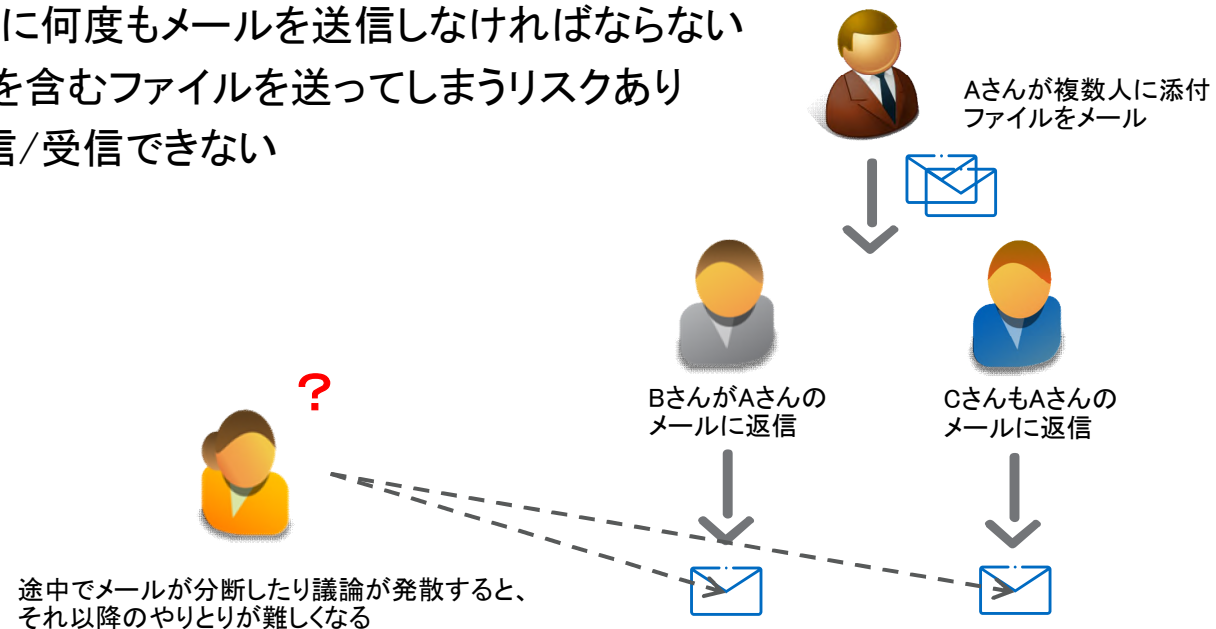 に何度もメールを送信しなければならない
を含むファイルを送ってしまうリスクあり
信/受信できない
Aさんが複数人に添付
ファイルをメール
?
BさんがAさんの
メールに返信
CさんもAさんの
メールに返信
途中でメールが分断したり議論が発散すると、
それ以降のやりとりが難しくなる